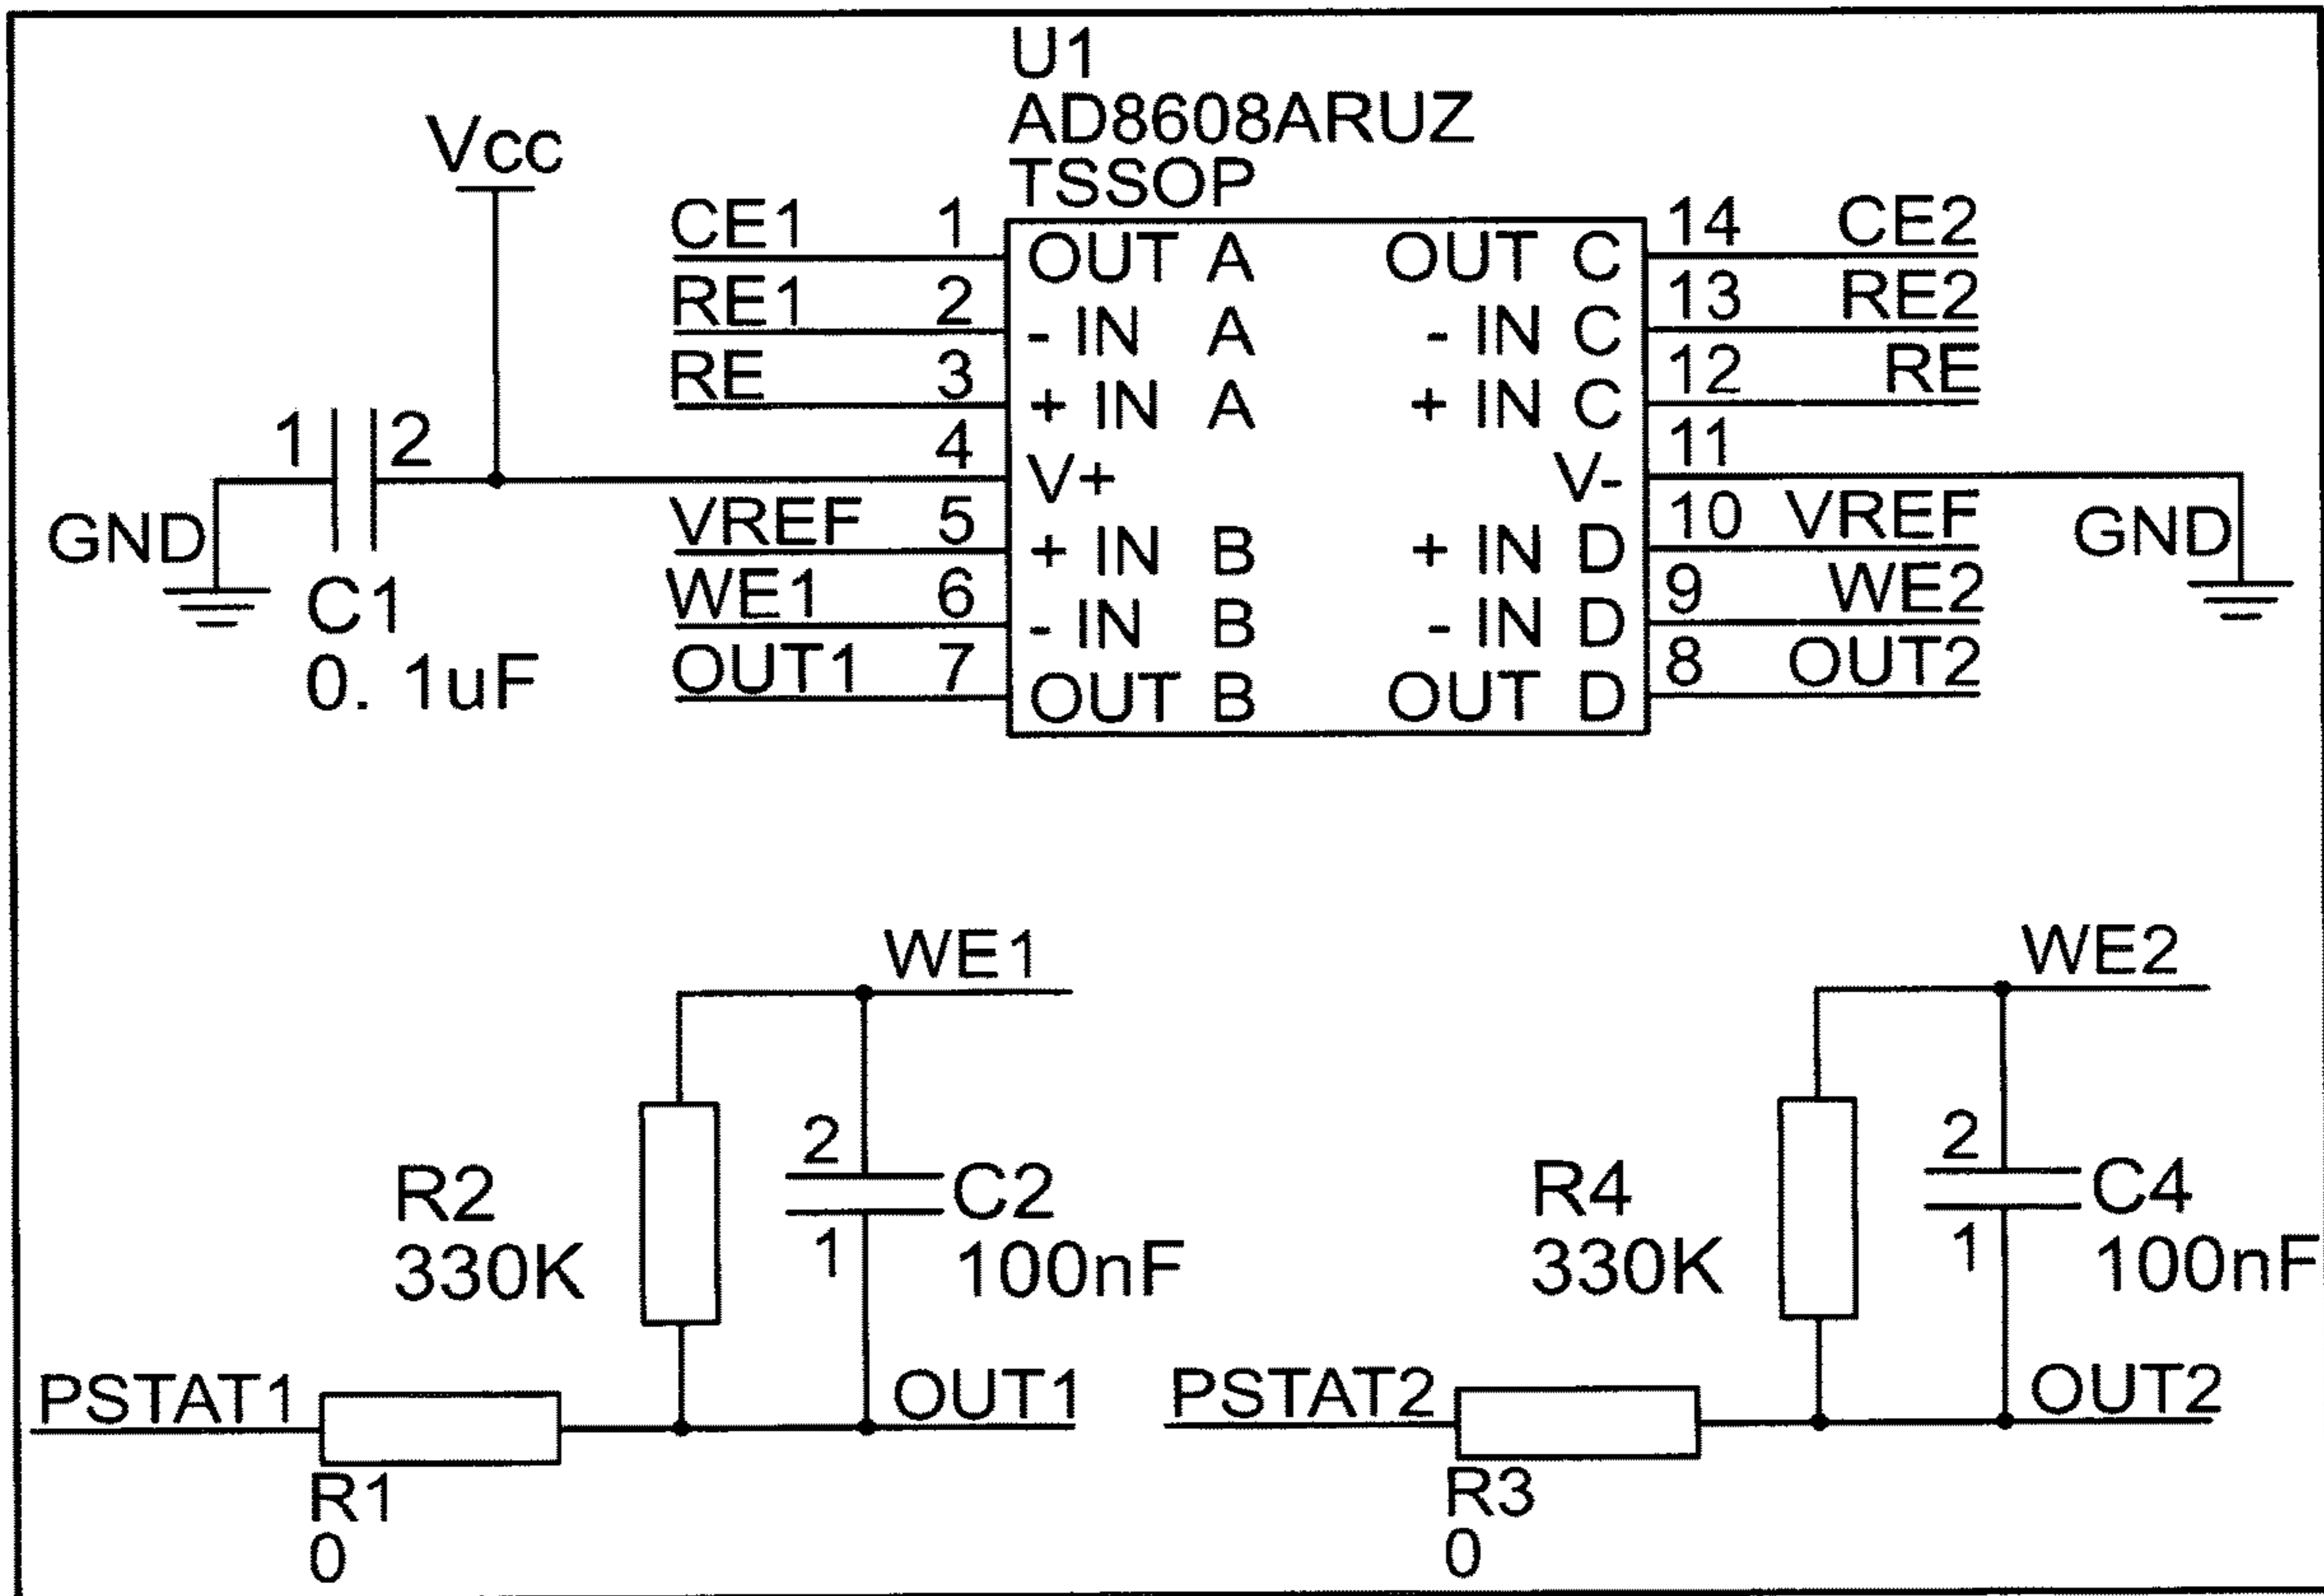 U1
AD8608ARUZ
TSSOP
Vcc
CE1 1 OUT A OUT C 14 CE2
RE1 2 - IN A - IN C 13 RE2
RE 3 + IN A + IN C 12 RE
1 2 4 V+ V- 11
GND VREF 5 + IN B + IN D 10 VREF GND
C1 WE1 6 - IN B - IN D 9 WE2
0. 1uF OUT1 7 OUT B OUT D 8 OUT2
WE1 WE2
2 2
R2 C2 R4 C4
330K 1 100nF 330K 1 100nF
PSTAT1 OUT1 PSTAT2 OUT2
R1 R3
0 0